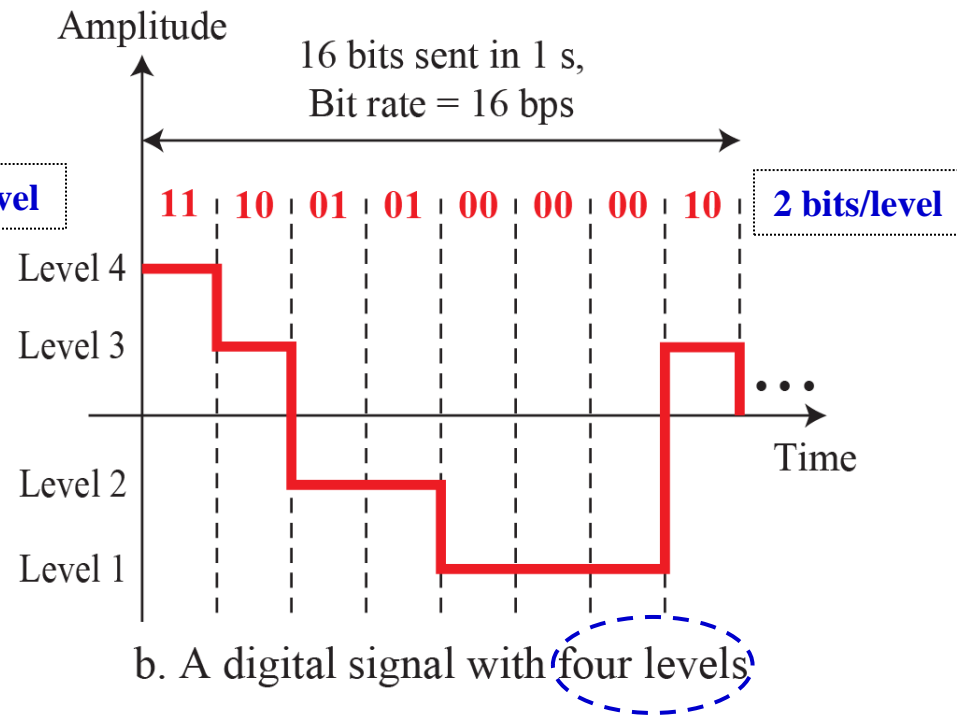 Amplitude
16 bits sent in 1 s,
Bit rate = 16 bps
11 10 01 01 00 00 00 10
2 bits/level
Level 4
Level 3
Level 2
Level 1
...
Time
b. A digital signal with four levels